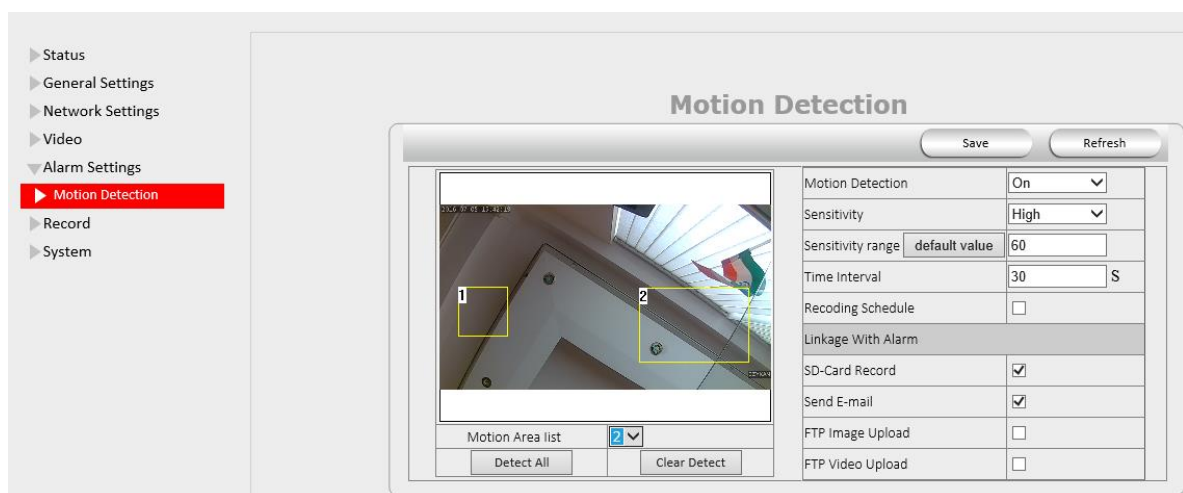 Status
General Settings
Network Settings
Video
Alarm Settings
Motion Detection
Record
System
Motion Detection
Save Refresh
1
2
Motion Area list 2
Detect All Clear Detect
Motion Detection On
Sensitivity High
Sensitivity range default value 60
Time Interval 30 S
Recoding Schedule
Linkage With Alarm
SD-Card Record
Send E-mail
FTP Image Upload
FTP Video Upload